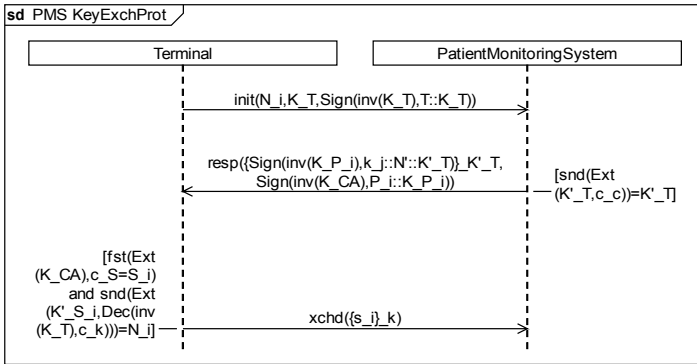 sd PMS KeyExchProt
Terminal
PatientMonitoringSystem
init(N_i,K_T,Sign(inv(K_T),T::K_T))
resp({Sign(inv(K_P_i),k_j::N'::K'_T)}_K'_T,
Sign(inv(K_CA),P_i::K_P_i))
[snd(Ext
(K'_T,c_c))=K'_T]
[fst(Ext
(K_CA),c_S=S_i)
and snd(Ext
(K'_S_i,Dec(inv
(K_T),c_k)))=N_i]
xchd({s_i}_k)